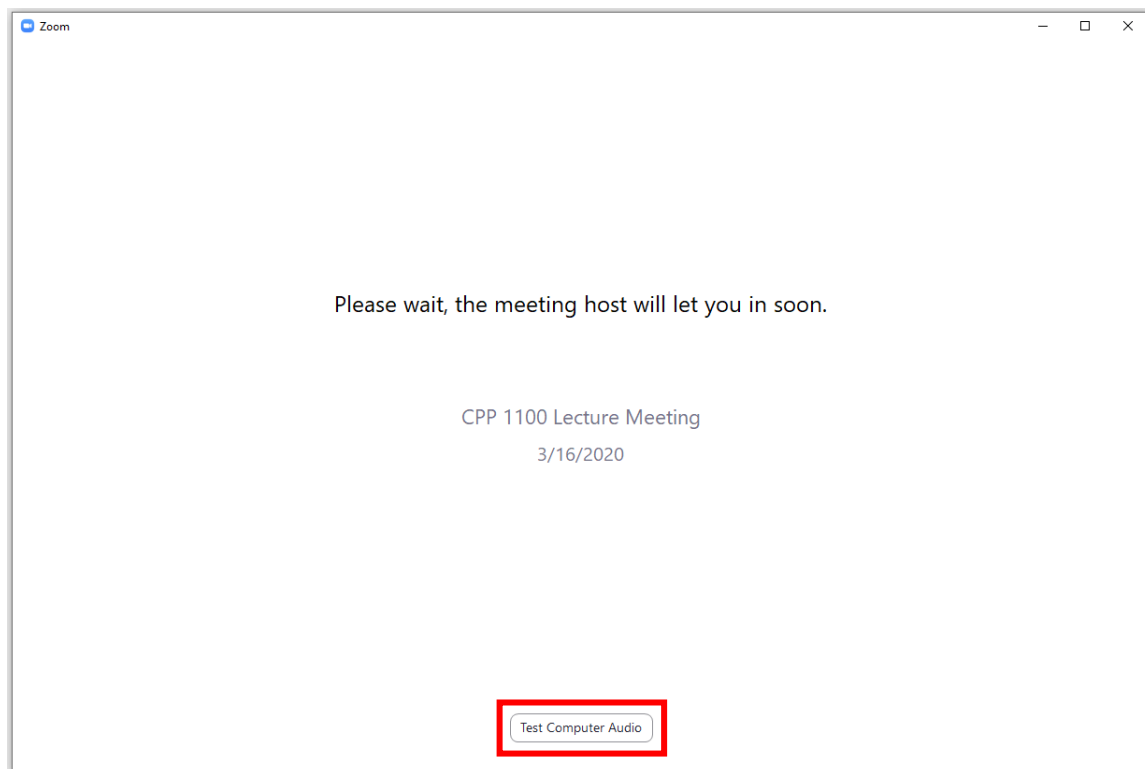 Zoom
Please wait, the meeting host will let you in soon.
CPP 1100 Lecture Meeting
3/16/2020
Test Computer Audio